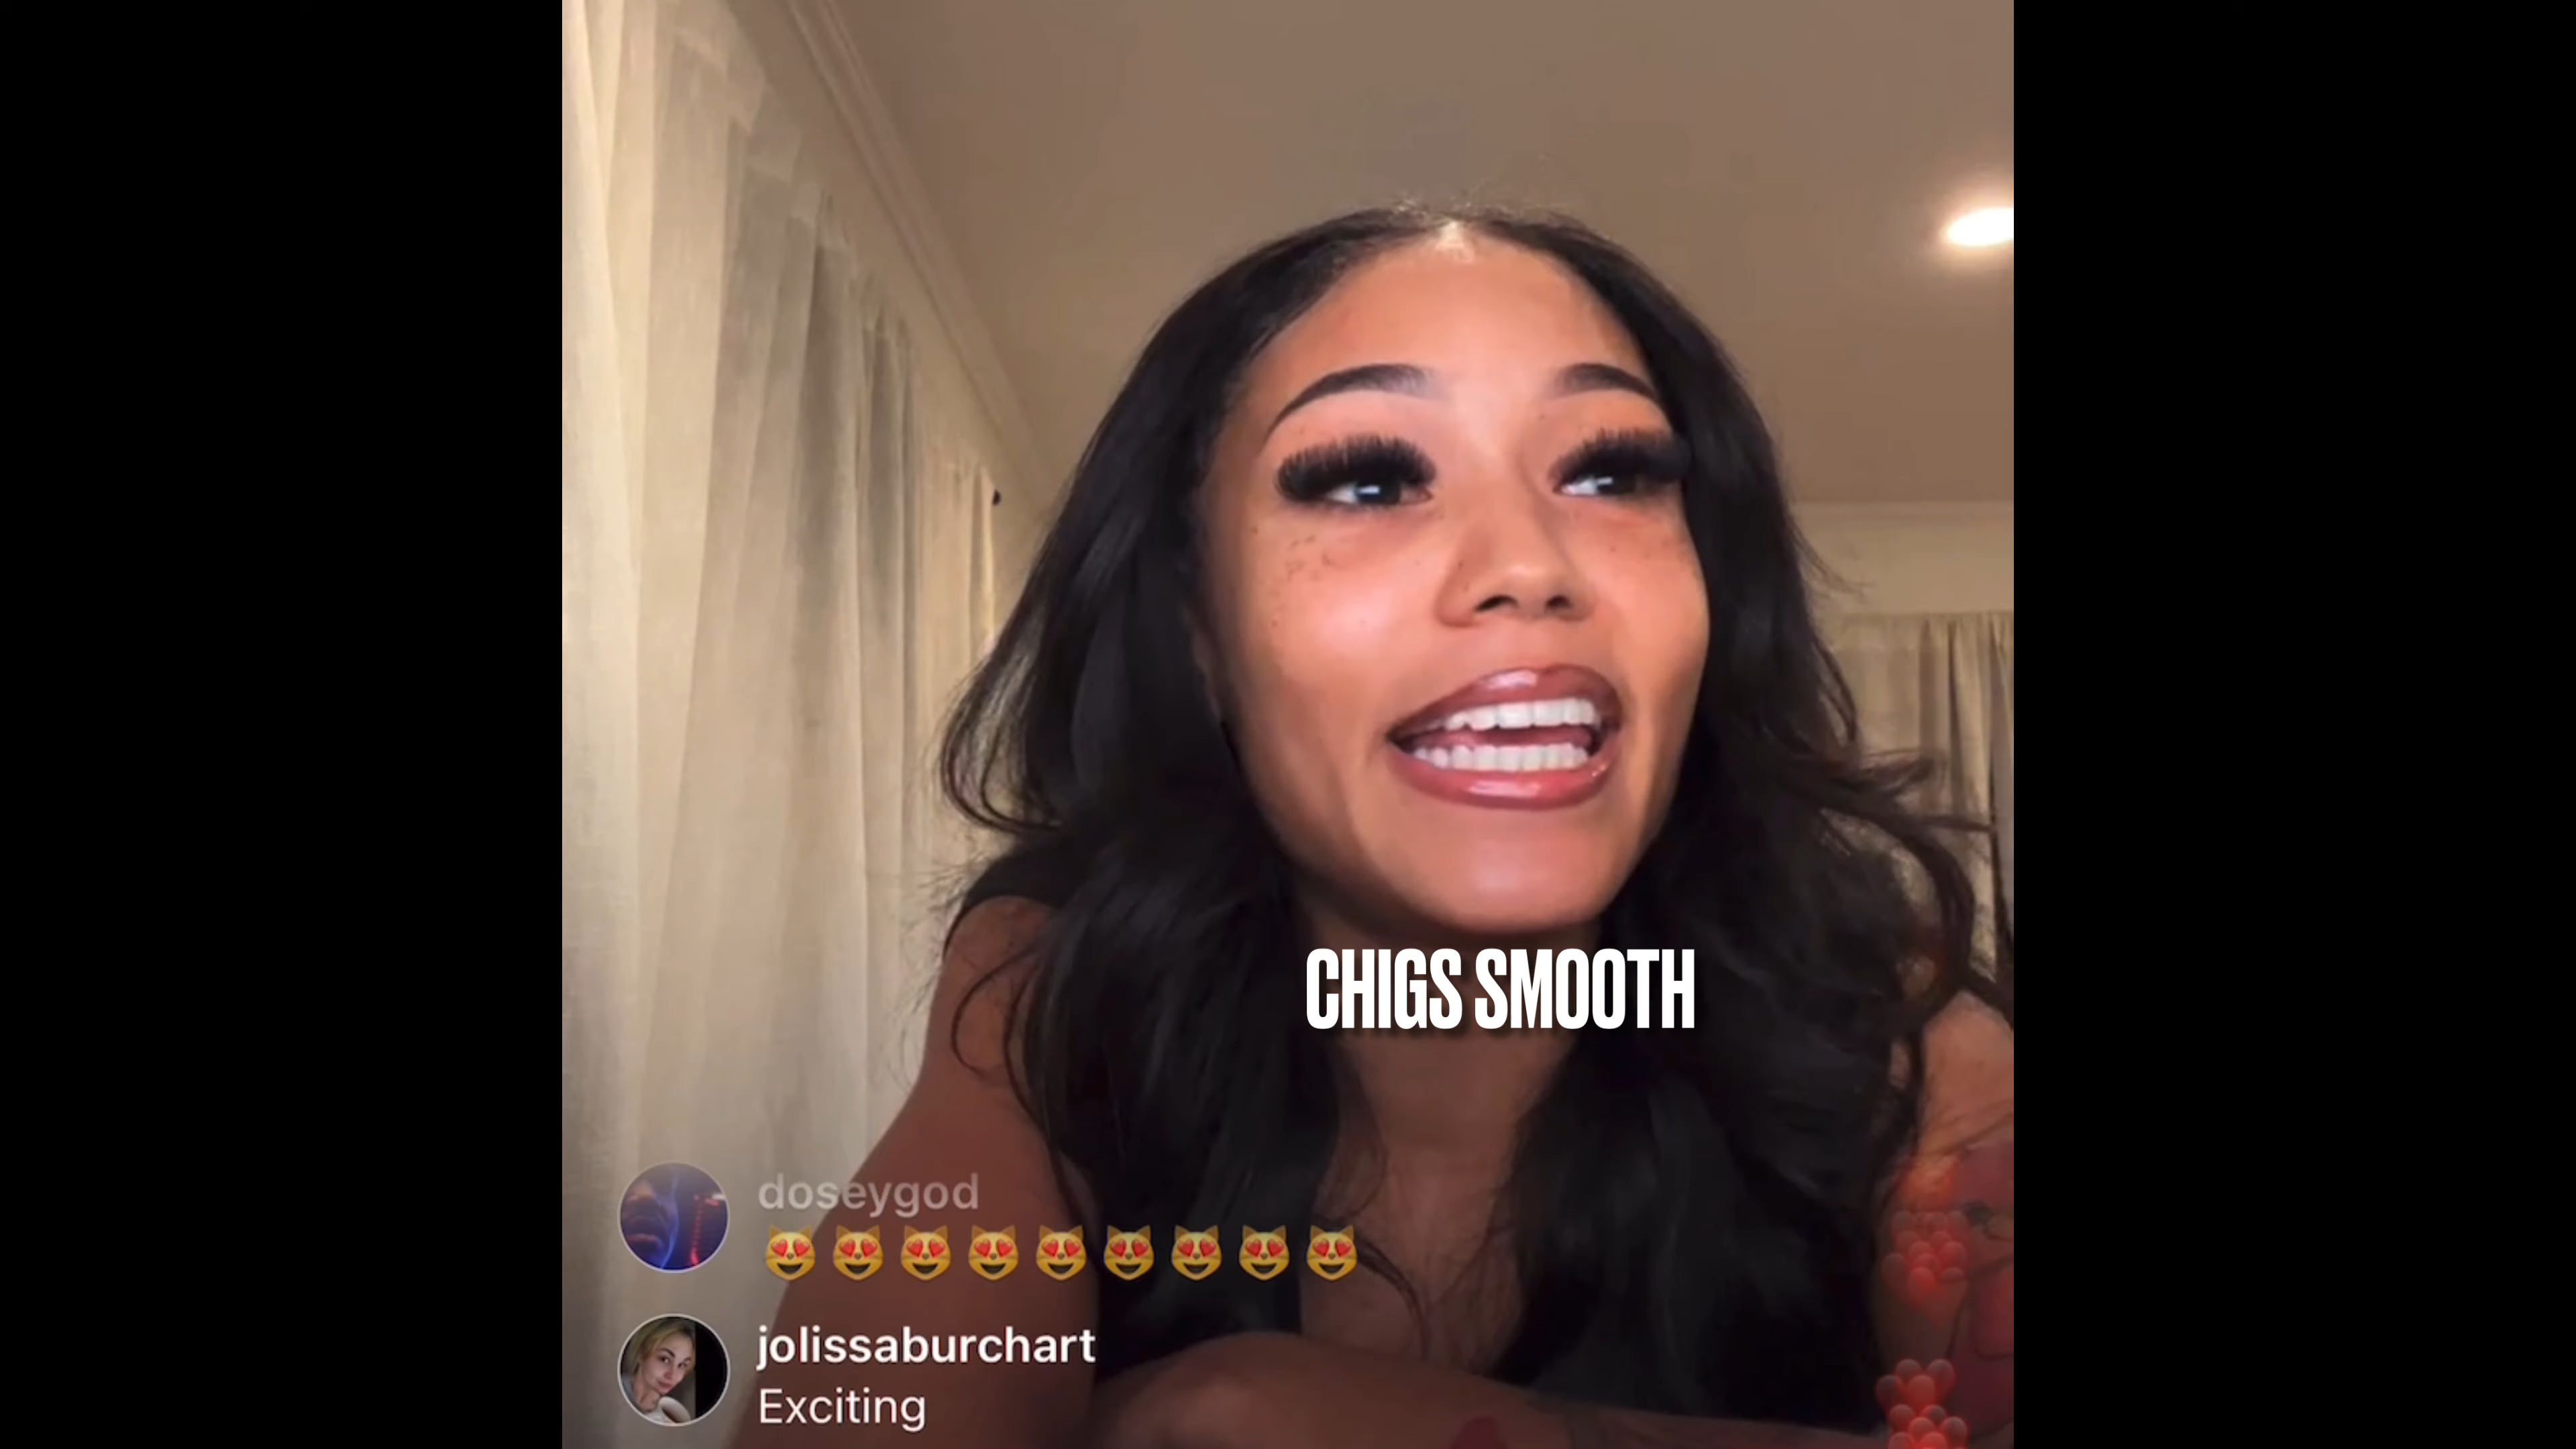 CHIGS SMOOTH
doseygod
😻😻😻😻😻😻😻😻😻
jolissaburchart
Exciting